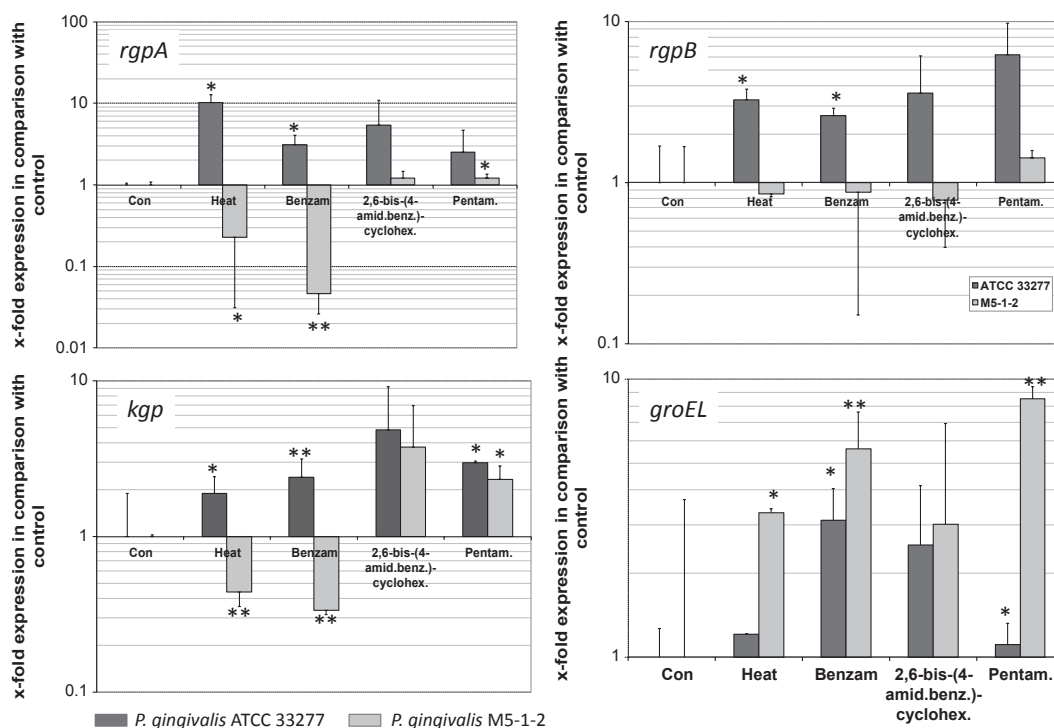 x-fold expression in comparison with
control
rgpA
100
10
1
0.1
0.01
*
*
*
*
**
Con
Heat
Benzam
2,6-bis-(4-
amid.benz.)-
cyclohex.
Pentam.
x-fold expression in comparison with
control
rgpB
10
1
0.1
*
*
Con
Heat
Benzam
2,6-bis-(4-
amid.benz.)-
cyclohex.
Pentam.
ATCC 33277
M5-1-2
x-fold expression in comparison with
control
kgp
10
1
0.1
*
**
*
*
**
**
Con
Heat
Benzam
2,6-bis-(4-
amid.benz.)-
cyclohex.
Pentam.
x-fold expression in comparison with
control
groEL
10
1
*
*
**
*
**
Con
Heat
Benzam
2,6-bis-(4-
amid.benz.)-
cyclohex.
Pentam.
P. gingivalis ATCC 33277
P. gingivalis M5-1-2